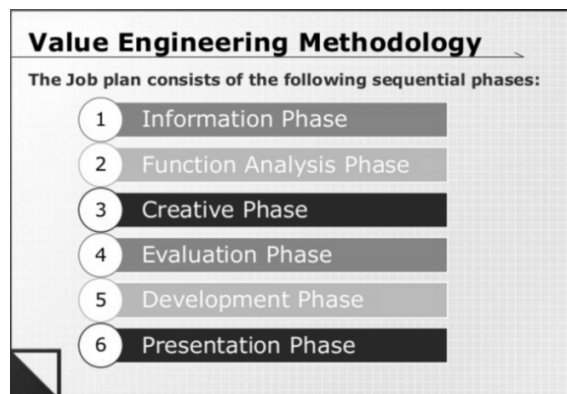 Value Engineering Methodology
The Job plan consists of the following sequential phases:
1 Information Phase
2 Function Analysis Phase
3 Creative Phase
4 Evaluation Phase
5 Development Phase
6 Presentation Phase